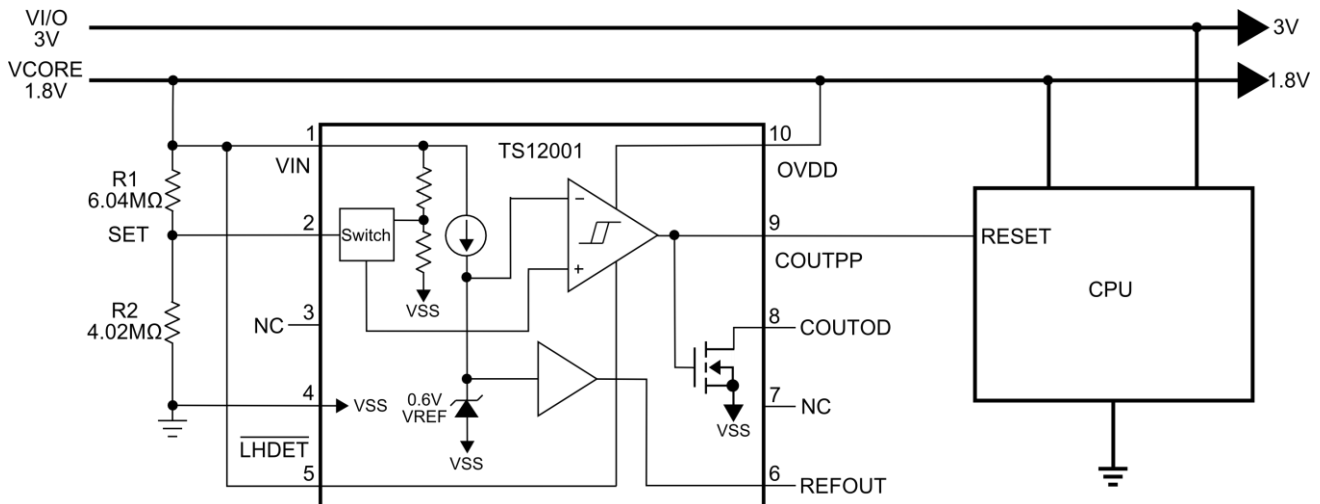 VI/O
3V
3V
VCORE
1.8V
1.8V
1
TS12001
10
VIN
OVDD
R1
6.04MΩ
2
SET
Switch
−
+
9
COUTPP
RESET
CPU
VSS
3
NC
R2
4.02MΩ
8
COUTOD
4
VSS
0.6V
VREF
7
NC
VSS
VSS
LHDET
5
6
REFOUT